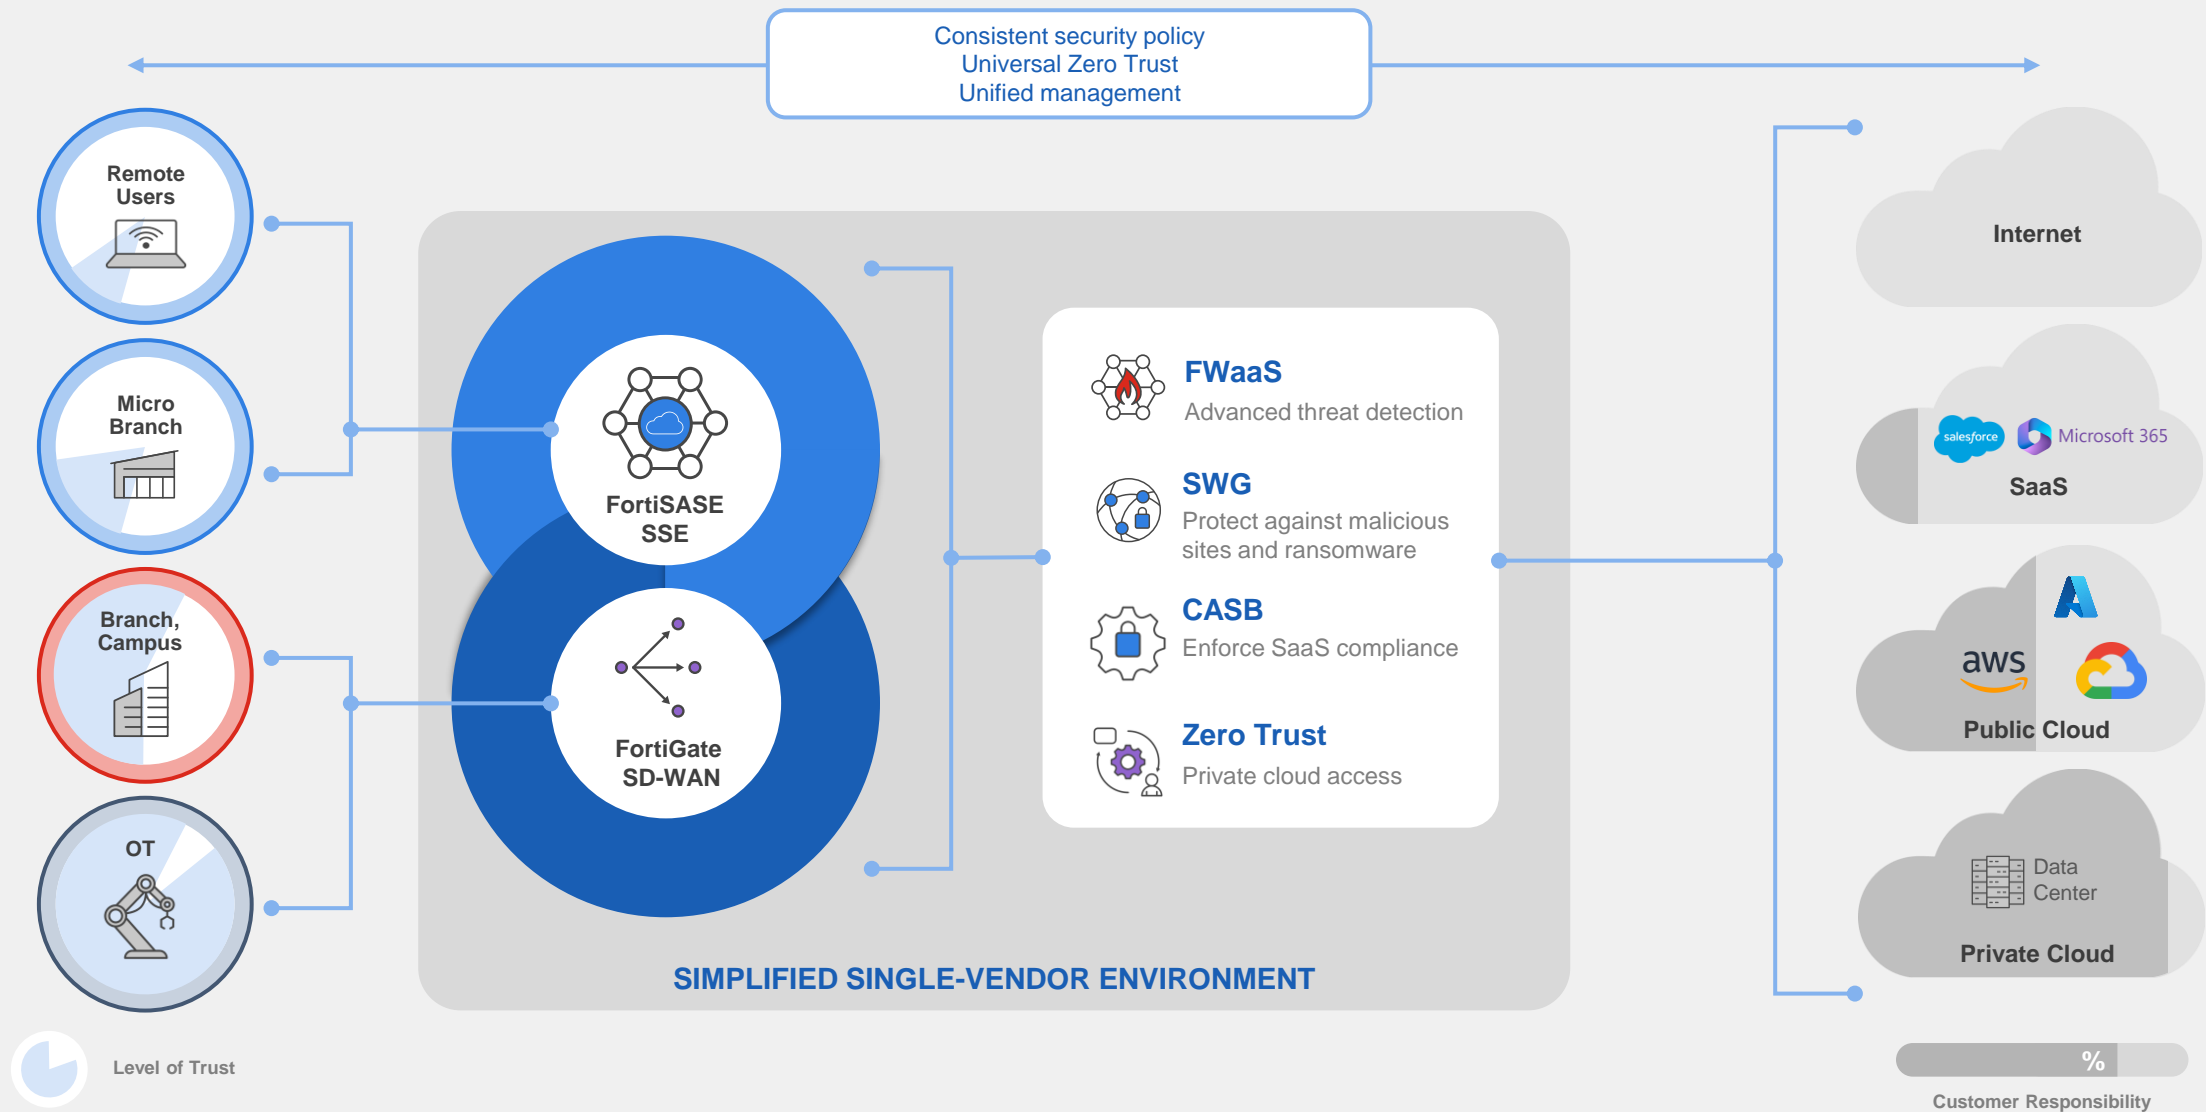 Consistent security policy
Universal Zero Trust
Unified management
Remote
Users
Micro
Branch
Branch,
Campus
OT
Level of Trust
FortiSASE
SSE
FortiGate
SD-WAN
FWaaS
Advanced threat detection
SWG
Protect against malicious
sites and ransomware
CASB
Enforce SaaS compliance
Zero Trust
Private cloud access
SIMPLIFIED SINGLE-VENDOR ENVIRONMENT
Internet
salesforce
Microsoft 365
SaaS
aws
Public Cloud
Data
Center
Private Cloud
%
Customer Responsibility